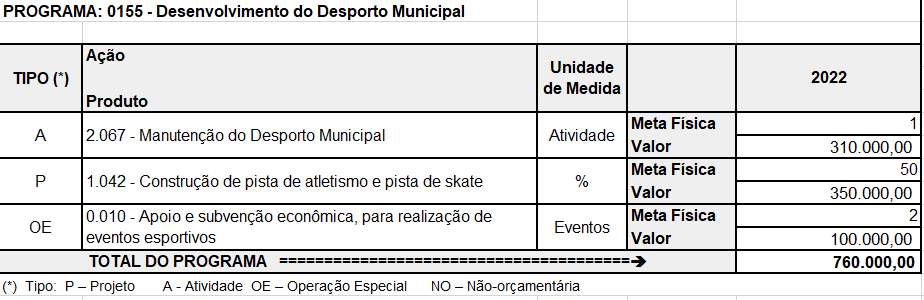 PROGRAMA: 0155 - Desenvolvimento do Desporto Municipal
TIPO (*) Ação Produto Unidade de Medida 2022
A 2.067 - Manutenção do Desporto Municipal Atividade Meta Física 1
Valor 310.000,00
P 1.042 - Construção de pista de atletismo e pista de skate % Meta Física 50
Valor 350.000,00
OE 0.010 - Apoio e subvenção econômica, para realização de eventos esportivos Eventos Meta Física 2
Valor 100.000,00
TOTAL DO PROGRAMA =======================================➔ 760.000,00
(*) Tipo: P – Projeto A - Atividade OE – Operação Especial NO – Não-orçamentária